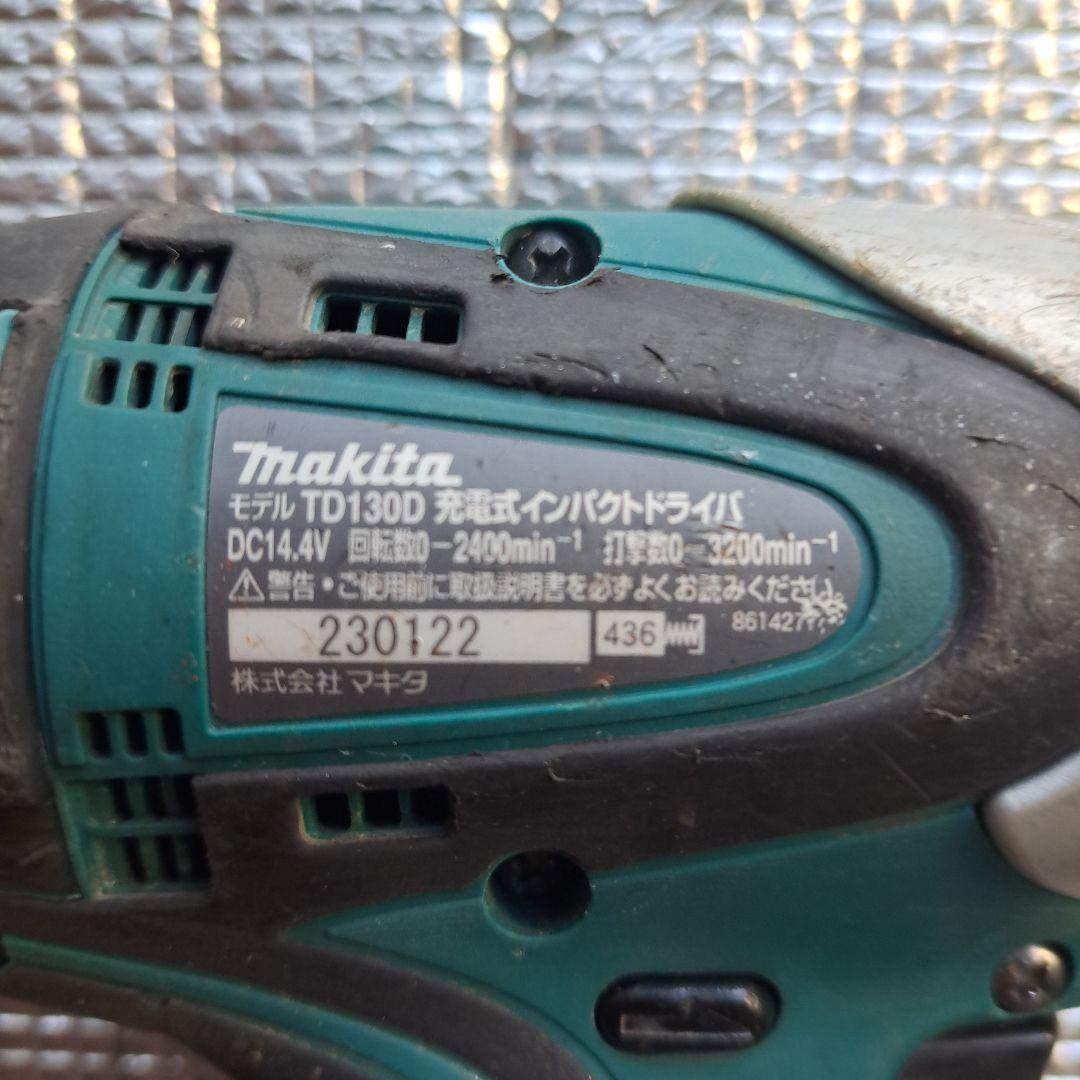 makita
モデル TD130D 充電式インパクトドライバ
DC14.4V 回転数0-2400min⁻¹ 打撃数0-3200min⁻¹
⚠警告・ご使用前に取扱説明書を必ずよくお読みください。
230122 436
株式会社マキタ